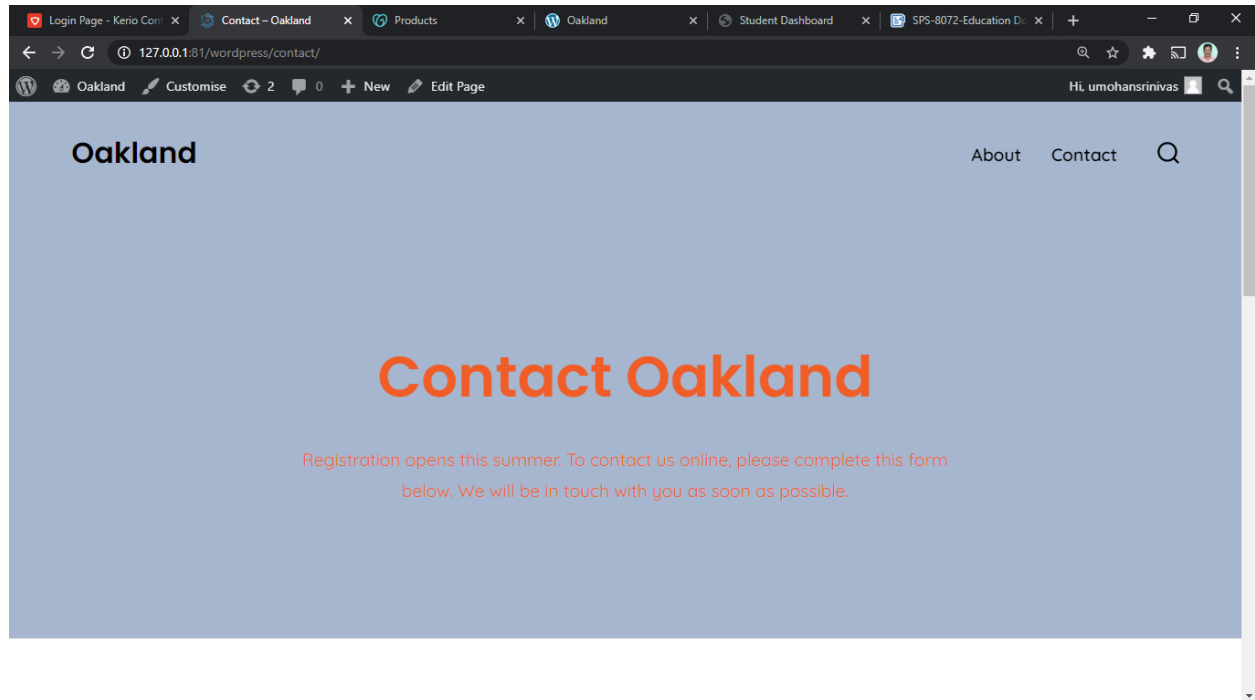 Login Page - Kerio Cont
Contact – Oakland
Products
Oakland
Student Dashboard
SPS-8072-Education Do
127.0.0.1:81/wordpress/contact/
Oakland Customise 2 0 New Edit Page Hi, umohansrinivas
Oakland About Contact
Contact Oakland
Registration opens this summer. To contact us online, please complete this form
below. We will be in touch with you as soon as possible.